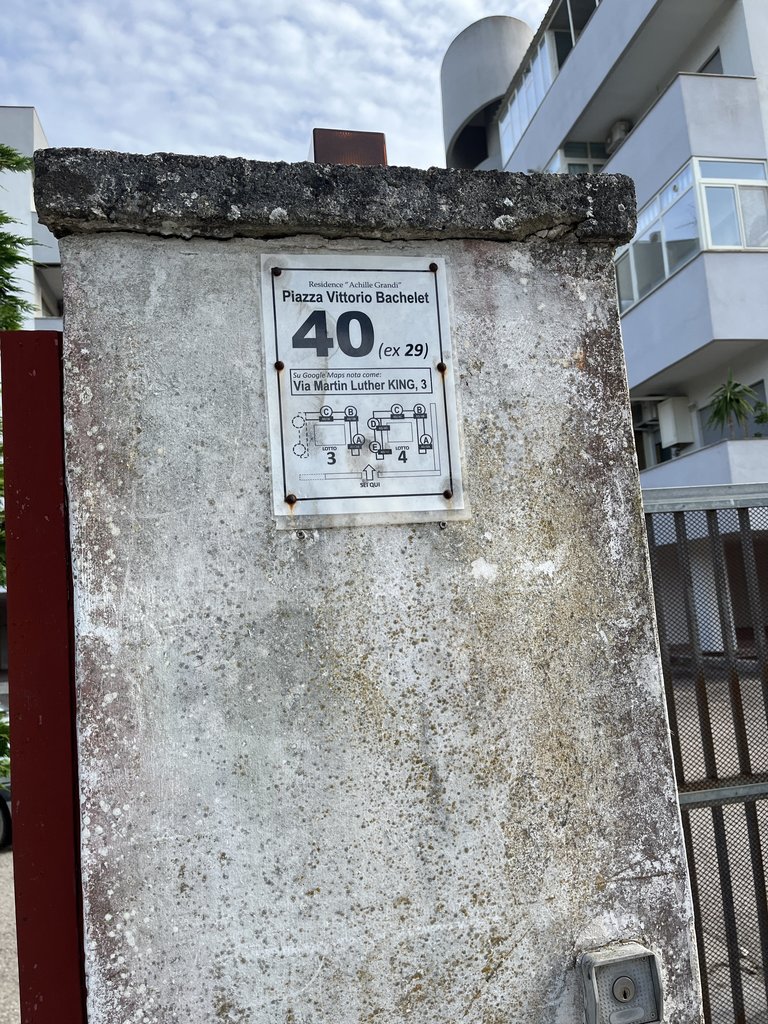 Residence "Achille Grandi"
Piazza Vittorio Bachelet
40 (ex 29)
Su Google Maps nota come:
Via Martin Luther KING, 3
C B C B
D
A E A
LOTTO LOTTO
3 4
SEI QUI